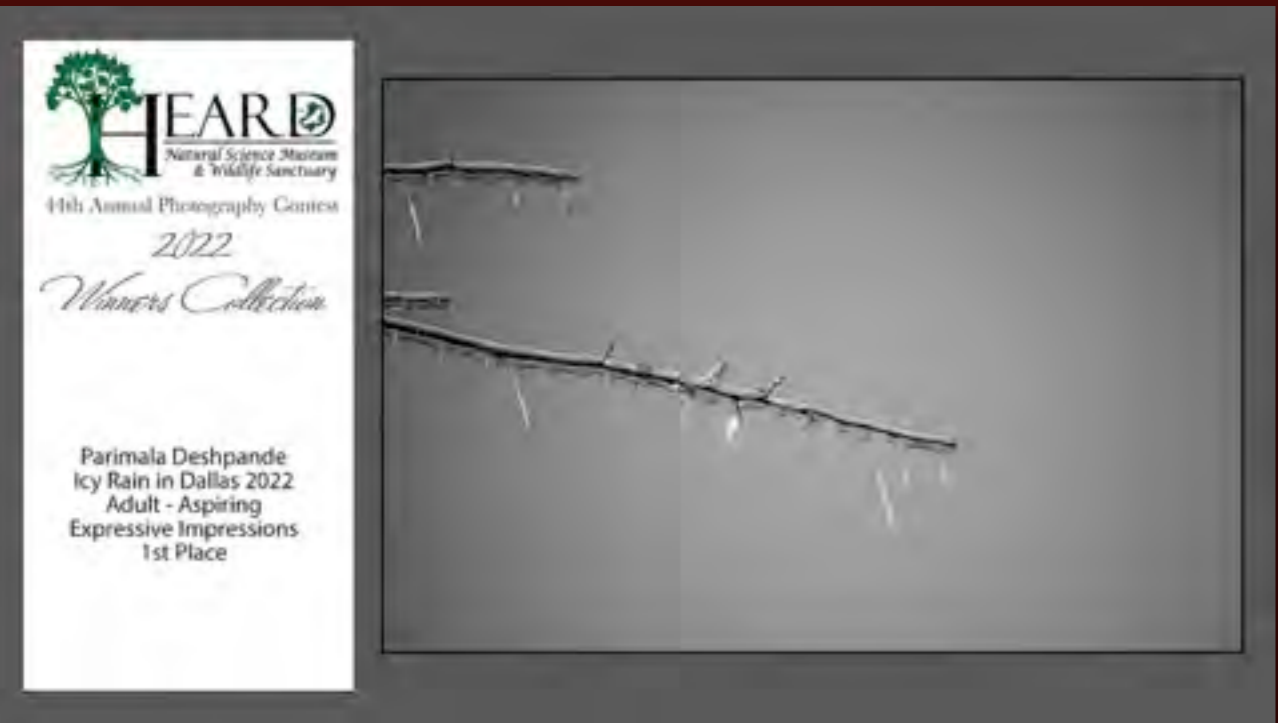 HEARD
Natural Science Museum
& Wildlife Sanctuary
44th Annual Photography Contest
2022
Winners Collection
Parimala Deshpande
Icy Rain in Dallas 2022
Adult - Aspiring
Expressive Impressions
1st Place